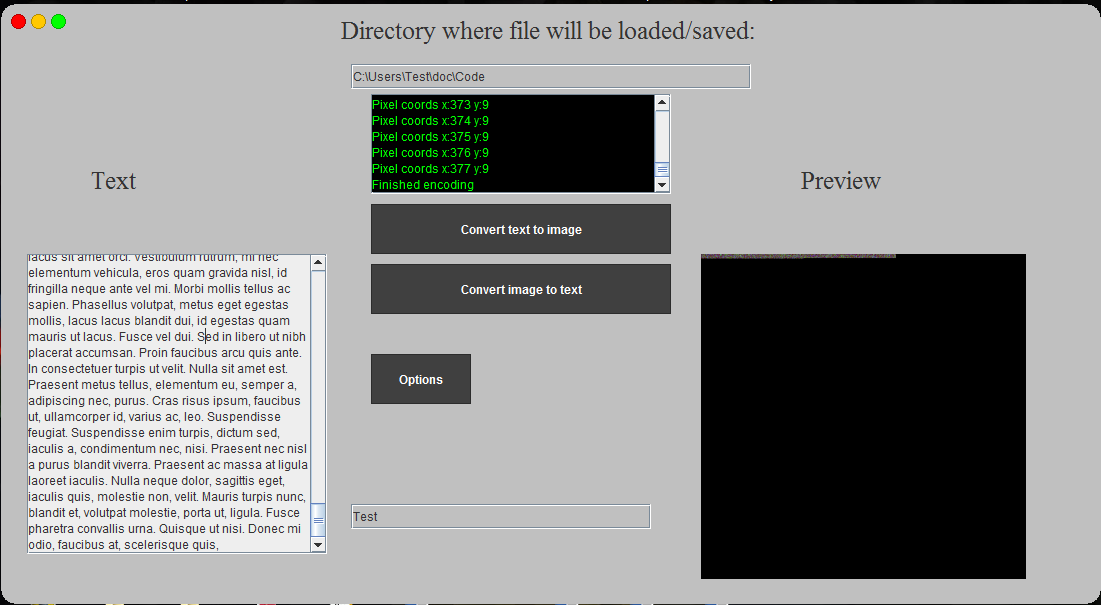 Directory where file will be loaded/saved:
C:\Users\Test\doc\Code
Pixel coords x:373 y:9
Pixel coords x:374 y:9
Pixel coords x:375 y:9
Pixel coords x:376 y:9
Pixel coords x:377 y:9
Finished encoding
Text
Preview
Convert text to image
Convert image to text
Options
lacus sit amet orci. Vestibulum rutrum, mi nec
elementum vehicula, eros quam gravida nisl, id
fringilla neque ante vel mi. Morbi mollis tellus ac
sapien. Phasellus volutpat, metus eget egestas
mollis, lacus lacus blandit dui, id egestas quam
mauris ut lacus. Fusce vel dui. Sed in libero ut nibh
placerat accumsan. Proin faucibus arcu quis ante.
In consectetuer turpis ut velit. Nulla sit amet est.
Praesent metus tellus, elementum eu, semper a,
adipiscing nec, purus. Cras risus ipsum, faucibus
ut, ullamcorper id, varius ac, leo. Suspendisse
feugiat. Suspendisse enim turpis, dictum sed,
iaculis a, condimentum nec, nisi. Praesent nec nisl
a purus blandit viverra. Praesent ac massa at ligula
laoreet iaculis. Nulla neque dolor, sagittis eget,
iaculis quis, molestie non, velit. Mauris turpis nunc,
blandit et, volutpat molestie, porta ut, ligula. Fusce
pharetra convallis urna. Quisque ut nisi. Donec mi
odio, faucibus at, scelerisque quis,
Test